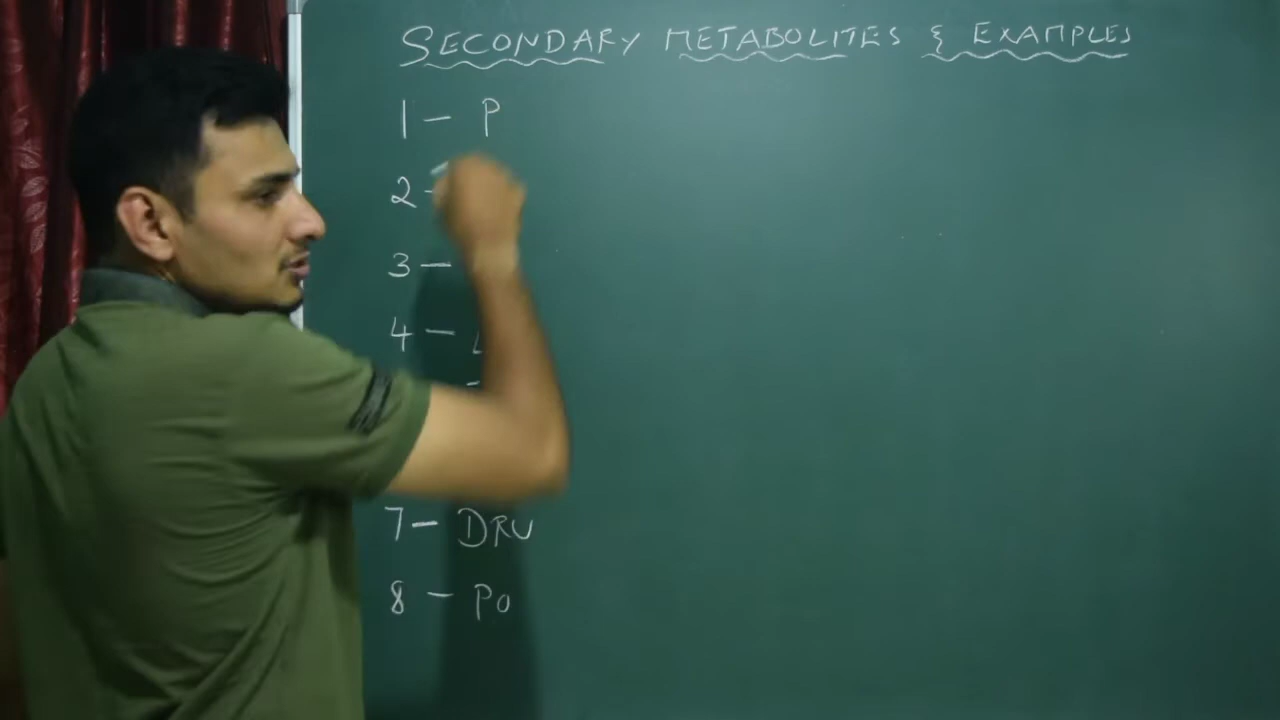 SECONDARY METABOLITES & EXAMPLES
1 - P
2 -
3 -
4 -
7 - DRU
8 - PO